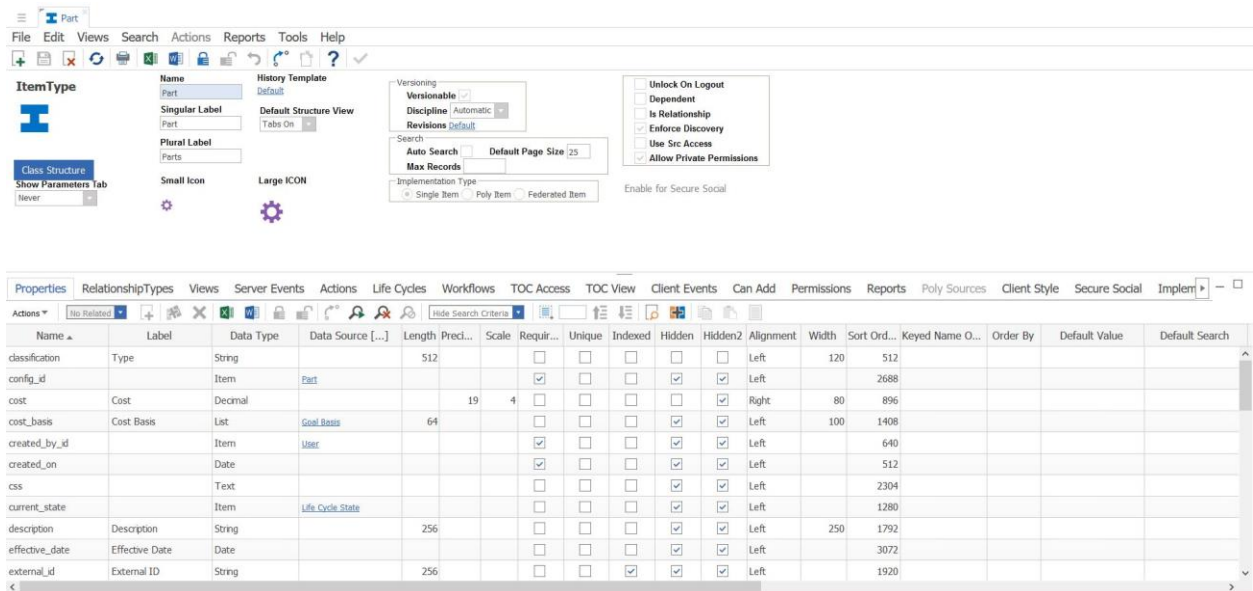 Part
File Edit Views Search Actions Reports Tools Help
ItemType
Class Structure
Show Parameters Tab
Never
Name
Part
Singular Label
Part
Plural Label
Parts
Small Icon
History Template
Default
Default Structure View
Tabs On
Large ICON
Versioning
Versionable
Discipline Automatic
Revisions Default
Search
Auto Search Default Page Size 25
Max Records
Implementation Type
Single Item Poly Item Federated Item
Unlock On Logout
Dependent
Is Relationship
Enforce Discovery
Use Src Access
Allow Private Permissions
Enable for Secure Social
Properties RelationshipTypes Views Server Events Actions Life Cycles Workflows TOC Access TOC View Client Events Can Add Permissions Reports Poly Sources Client Style Secure Social Implem
Actions No Related Hide Search Criteria
Name Label Data Type Data Source [...] Length Preci... Scale Requir... Unique Indexed Hidden Hidden2 Alignment Width Sort Ord... Keyed Name O... Order By Default Value Default Search
classification Type String 512 Left 120 512
config_id Item Part Left 2688
cost Cost Decimal 19 4 Right 80 896
cost_basis Cost Basis List Goal Basis 64 Left 100 1408
created_by_id Item User Left 640
created_on Date Left 512
css Text Left 2304
current_state Item Life Cycle State Left 1280
description Description String 256 Left 250 1792
effective_date Effective Date Date Left 3072
external_id External ID String 256 Left 1920